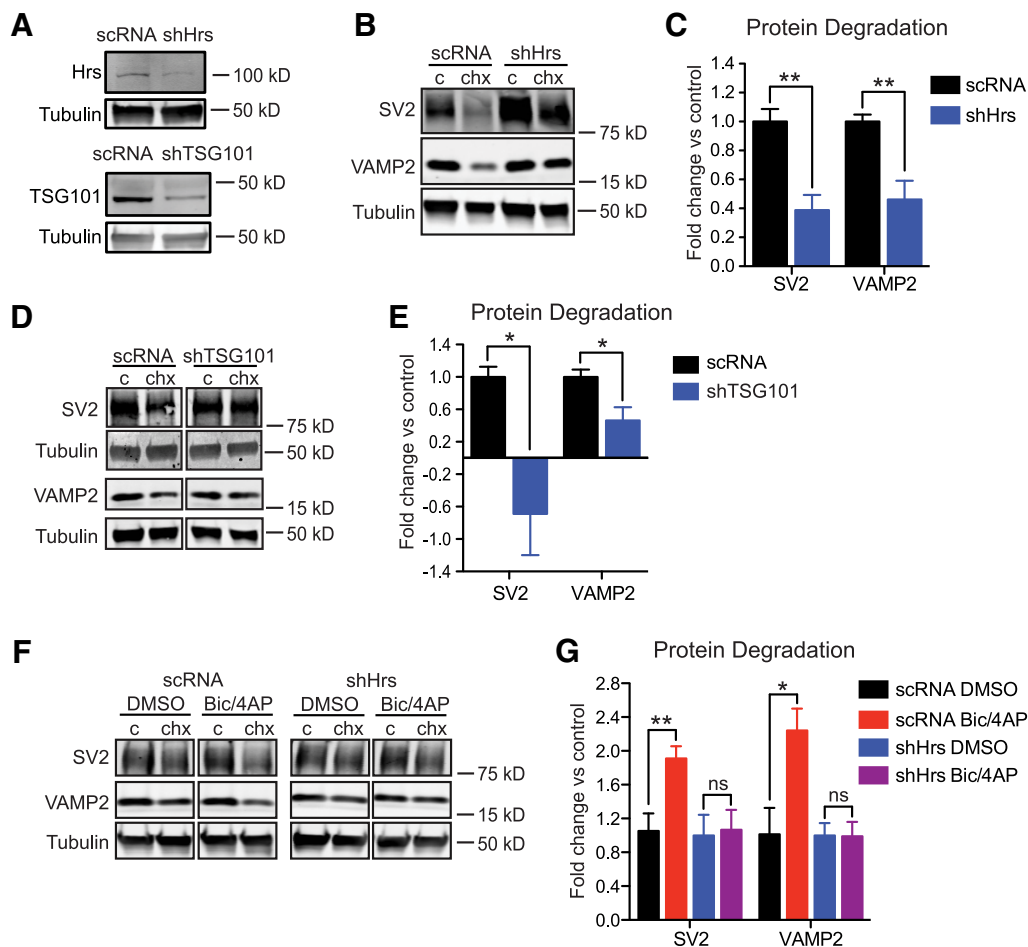 A
scRNA shHrs
Hrs
100 kD
Tubulin
50 kD
scRNA shTSG101
50 kD
TSG101
Tubulin
50 kD
B
scRNA shHrs
c chx c chx
SV2
75 kD
VAMP2
15 kD
Tubulin
50 kD
C
Protein Degradation
Fold change vs control
1.4
1.2
1.0
0.8
0.6
0.4
0.2
0.0
** **
SV2 VAMP2
scRNA
shHrs
D
scRNA shTSG101
c chx c chx
SV2
75 kD
Tubulin
50 kD
VAMP2
15 kD
Tubulin
50 kD
E
Protein Degradation
Fold change vs control
1.4
1.0
0.6
0.2
-0.2
-0.6
-1.0
-1.4
* *
SV2 VAMP2
scRNA
shTSG101
F
scRNA shHrs
DMSO Bic/4AP DMSO Bic/4AP
c chx c chx c chx c chx
SV2
75 kD
VAMP2
15 kD
Tubulin
50 kD
G
Protein Degradation
Fold change vs control
2.8
2.4
2.0
1.6
1.2
0.8
0.4
0.0
** ns * ns
SV2 VAMP2
scRNA DMSO
scRNA Bic/4AP
shHrs DMSO
shHrs Bic/4AP